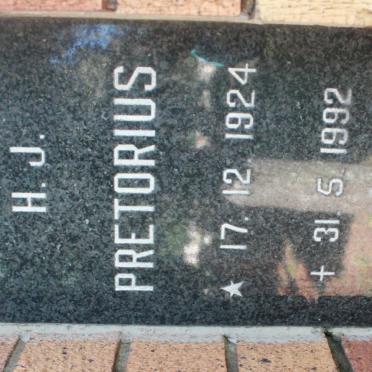 H. J.
PRETORIUS
★ 17. 12. 1924
† 31. 5. 1992